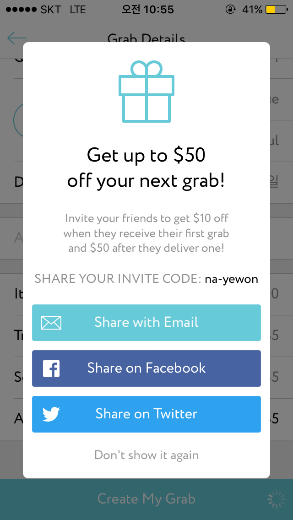 SKT LTE 오전 10:55 41%
Grab Details
Get up to $50
off your next grab!
Invite your friends to get $10 off
when they receive their first grab
and $50 after they deliver one!
SHARE YOUR INVITE CODE: na-yewon
Share with Email
Share on Facebook
Share on Twitter
Don't show it again
Create My Grab